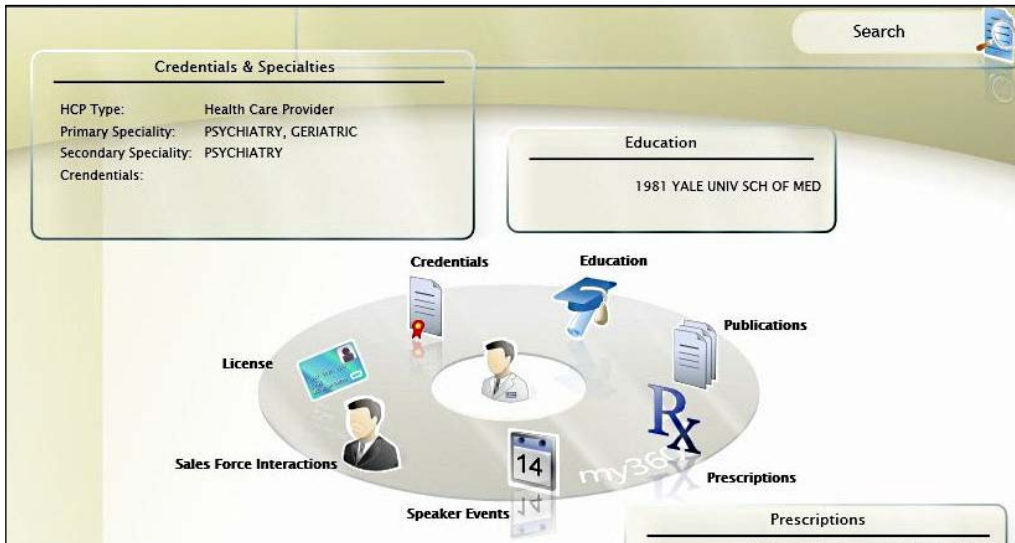 Search
Credentials & Specialties
HCP Type: Health Care Provider
Primary Speciality: PSYCHIATRY, GERIATRIC
Secondary Speciality: PSYCHIATRY
Crendentials:
Education
1981 YALE UNIV SCH OF MED
Credentials
Education
Publications
License
Sales Force Interactions
14
my360
Prescriptions
Speaker Events
Prescriptions